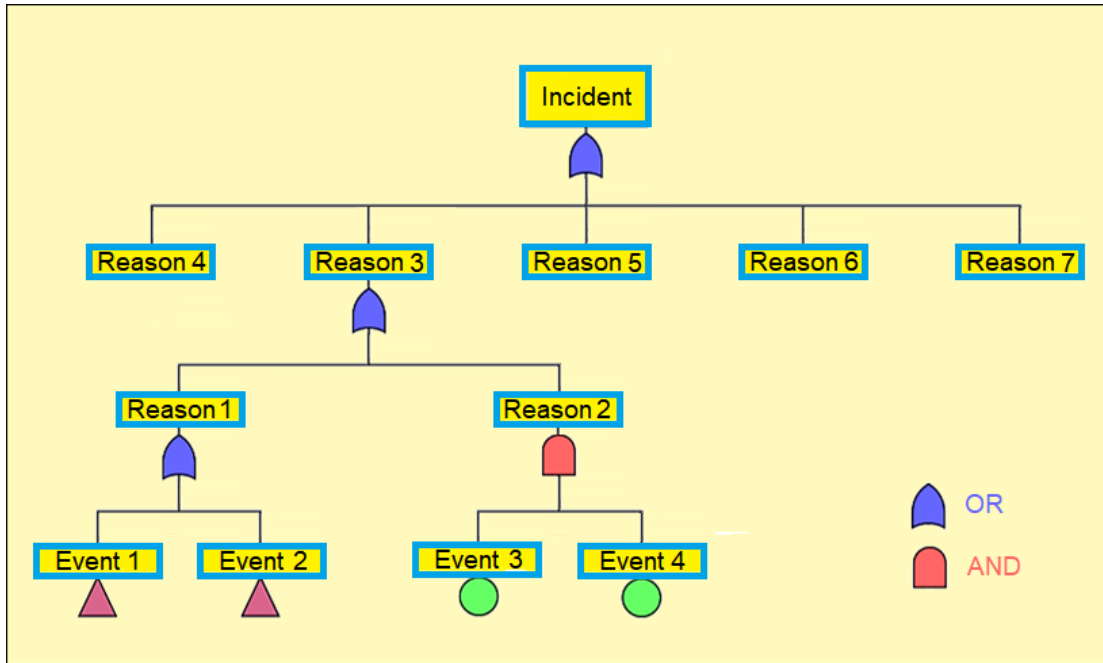 Incident
Reason 4
Reason 3
Reason 5
Reason 6
Reason 7
Reason 1
Reason 2
OR
Event 1
Event 2
Event 3
Event 4
AND